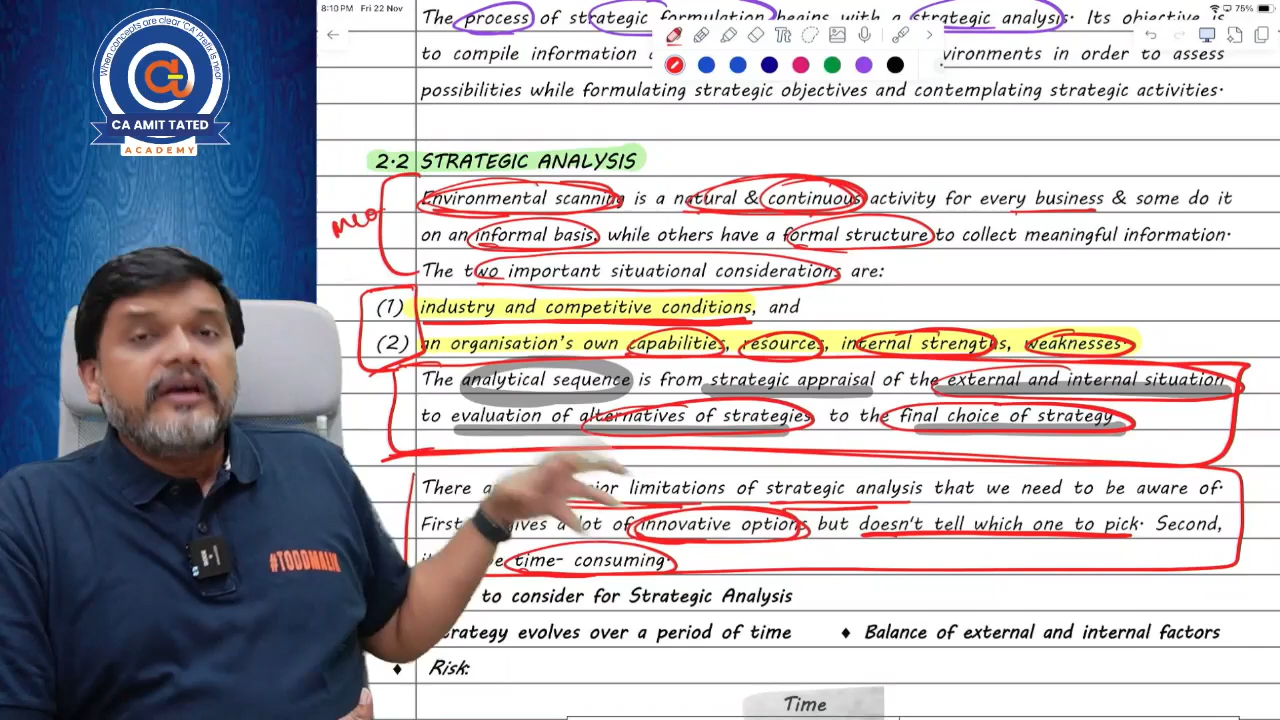 8:10 PM Fri 22 Nov
75%
When concepts are clear 'CA' Prefix is near
CA AMIT TATED
ACADEMY
The process of strategic formulation begins with a strategic analysis. Its objective is
to compile information vironments in order to assess
possibilities while formulating strategic objectives and contemplating strategic activities.
2.2 STRATEGIC ANALYSIS
Environmental scanning is a natural & continuous activity for every business & some do it
on an informal basis, while others have a formal structure to collect meaningful information.
The two important situational considerations are:
(1) industry and competitive conditions, and
(2) an organisation's own capabilities, resources, internal strengths, weaknesses.
The analytical sequence is from strategic appraisal of the external and internal situation
to evaluation of alternatives of strategies to the final choice of strategy
There limitations of strategic analysis that we need to be aware of.
First gives a lot of innovative options but doesn't tell which one to pick. Second,
time- consuming.
to consider for Strategic Analysis
strategy evolves over a period of time ♦ Balance of external and internal factors
♦ Risk:
Time